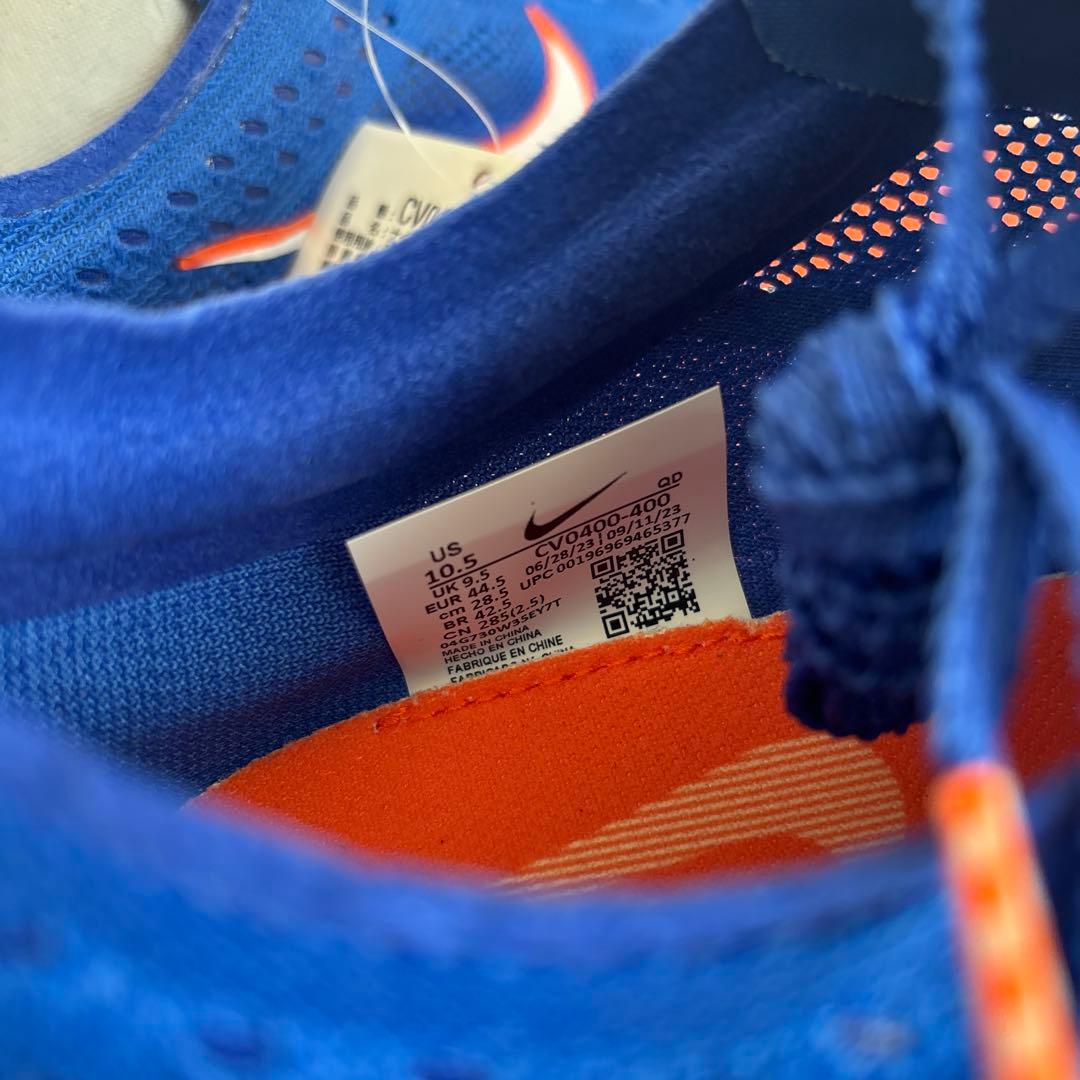 CV0
US
10.5
UK 9.5
EUR 44.5
cm 28.5
BR 42.5
CN 285(2.5)
QD
CV0400-400
06/28/23 | 09/11/23
UPC 00196969465377
04G730W35EY7T
MADE IN CHINA
HECHO EN CHINA
FABRIQUE EN CHINE